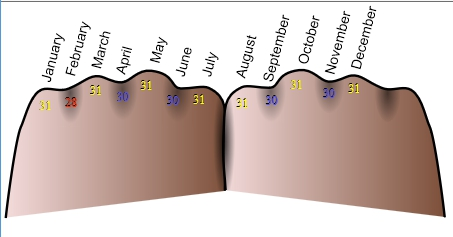 January
February
March
April
May
June
July
August
September
October
November
December
31
28
31
30
31
30
31
31
30
31
30
31